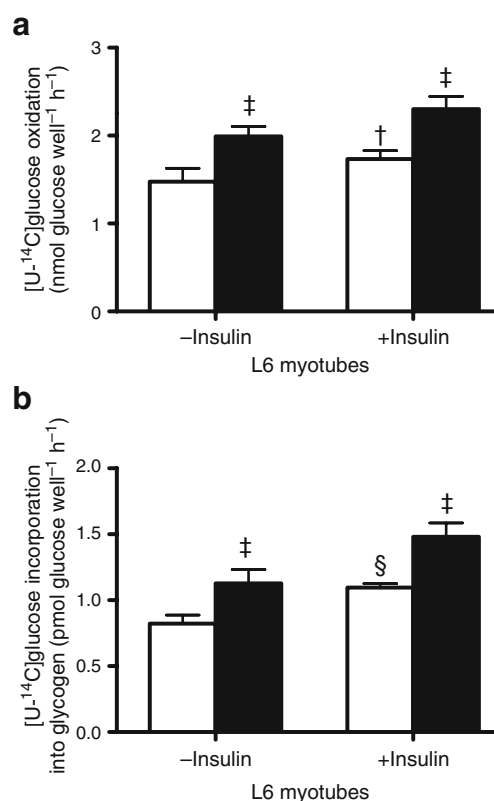 a
[U-¹⁴C]glucose oxidation
(nmol glucose well⁻¹ h⁻¹)
3
2
1
0
‡
†
‡
–Insulin
+Insulin
L6 myotubes
b
[U-¹⁴C]glucose incorporation
into glycogen (pmol glucose well⁻¹ h⁻¹)
2.0
1.5
1.0
0.5
0.0
‡
§
‡
–Insulin
+Insulin
L6 myotubes